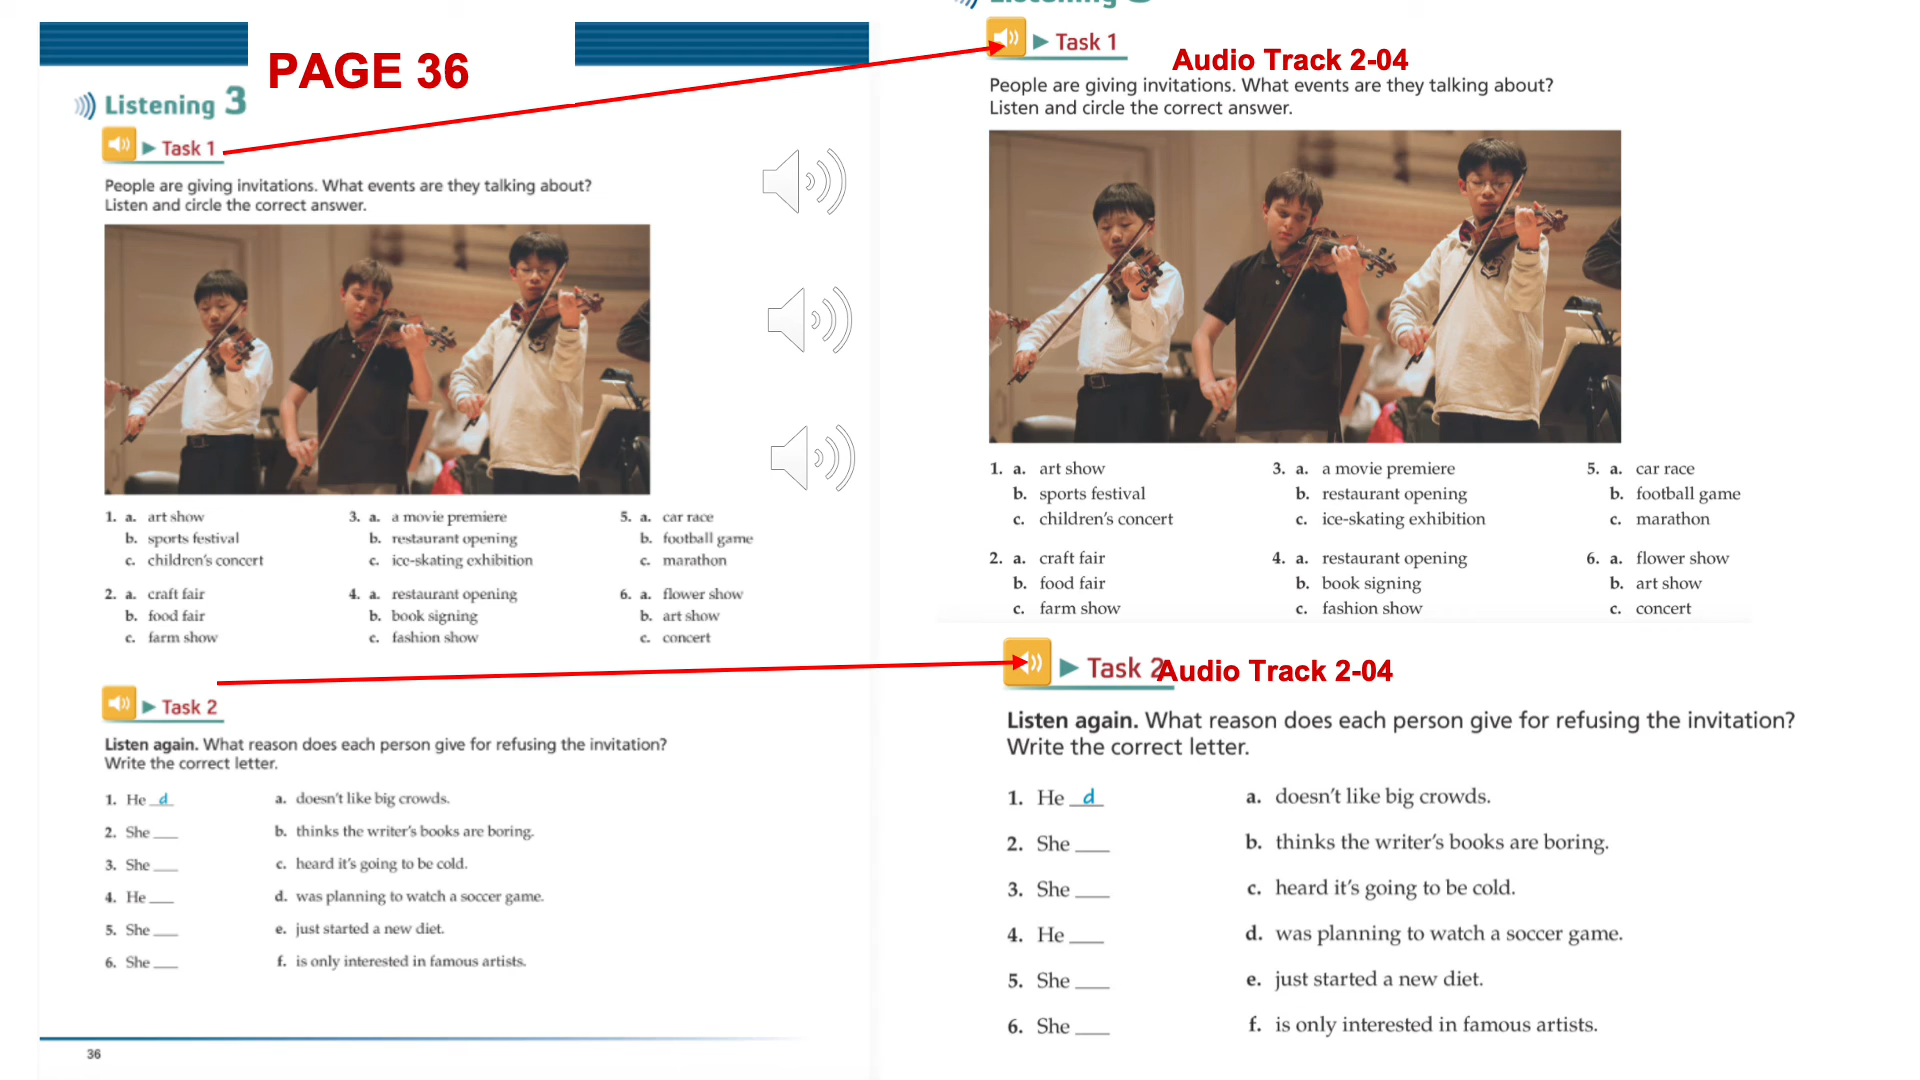 PAGE 36
Listening 3
Task 1
People are giving invitations. What events are they talking about?
Listen and circle the correct answer.
1. a. art show
b. sports festival
c. children's concert
2. a. craft fair
b. food fair
c. farm show
3. a. a movie premiere
b. restaurant opening
c. ice-skating exhibition
4. a. restaurant opening
b. book signing
c. fashion show
5. a. car race
b. football game
c. marathon
6. a. flower show
b. art show
c. concert
Task 2
Listen again. What reason does each person give for refusing the invitation?
Write the correct letter.
1. He d
2. She ___
3. She ___
4. He ___
5. She ___
6. She ___
a. doesn't like big crowds.
b. thinks the writer's books are boring.
c. heard it's going to be cold.
d. was planning to watch a soccer game.
e. just started a new diet.
f. is only interested in famous artists.
36
Listening 3
Task 1
Audio Track 2-04
People are giving invitations. What events are they talking about?
Listen and circle the correct answer.
1. a. art show
b. sports festival
c. children's concert
2. a. craft fair
b. food fair
c. farm show
3. a. a movie premiere
b. restaurant opening
c. ice-skating exhibition
4. a. restaurant opening
b. book signing
c. fashion show
5. a. car race
b. football game
c. marathon
6. a. flower show
b. art show
c. concert
Task 2
Audio Track 2-04
Listen again. What reason does each person give for refusing the invitation?
Write the correct letter.
1. He d
2. She ___
3. She ___
4. He ___
5. She ___
6. She ___
a. doesn't like big crowds.
b. thinks the writer's books are boring.
c. heard it's going to be cold.
d. was planning to watch a soccer game.
e. just started a new diet.
f. is only interested in famous artists.